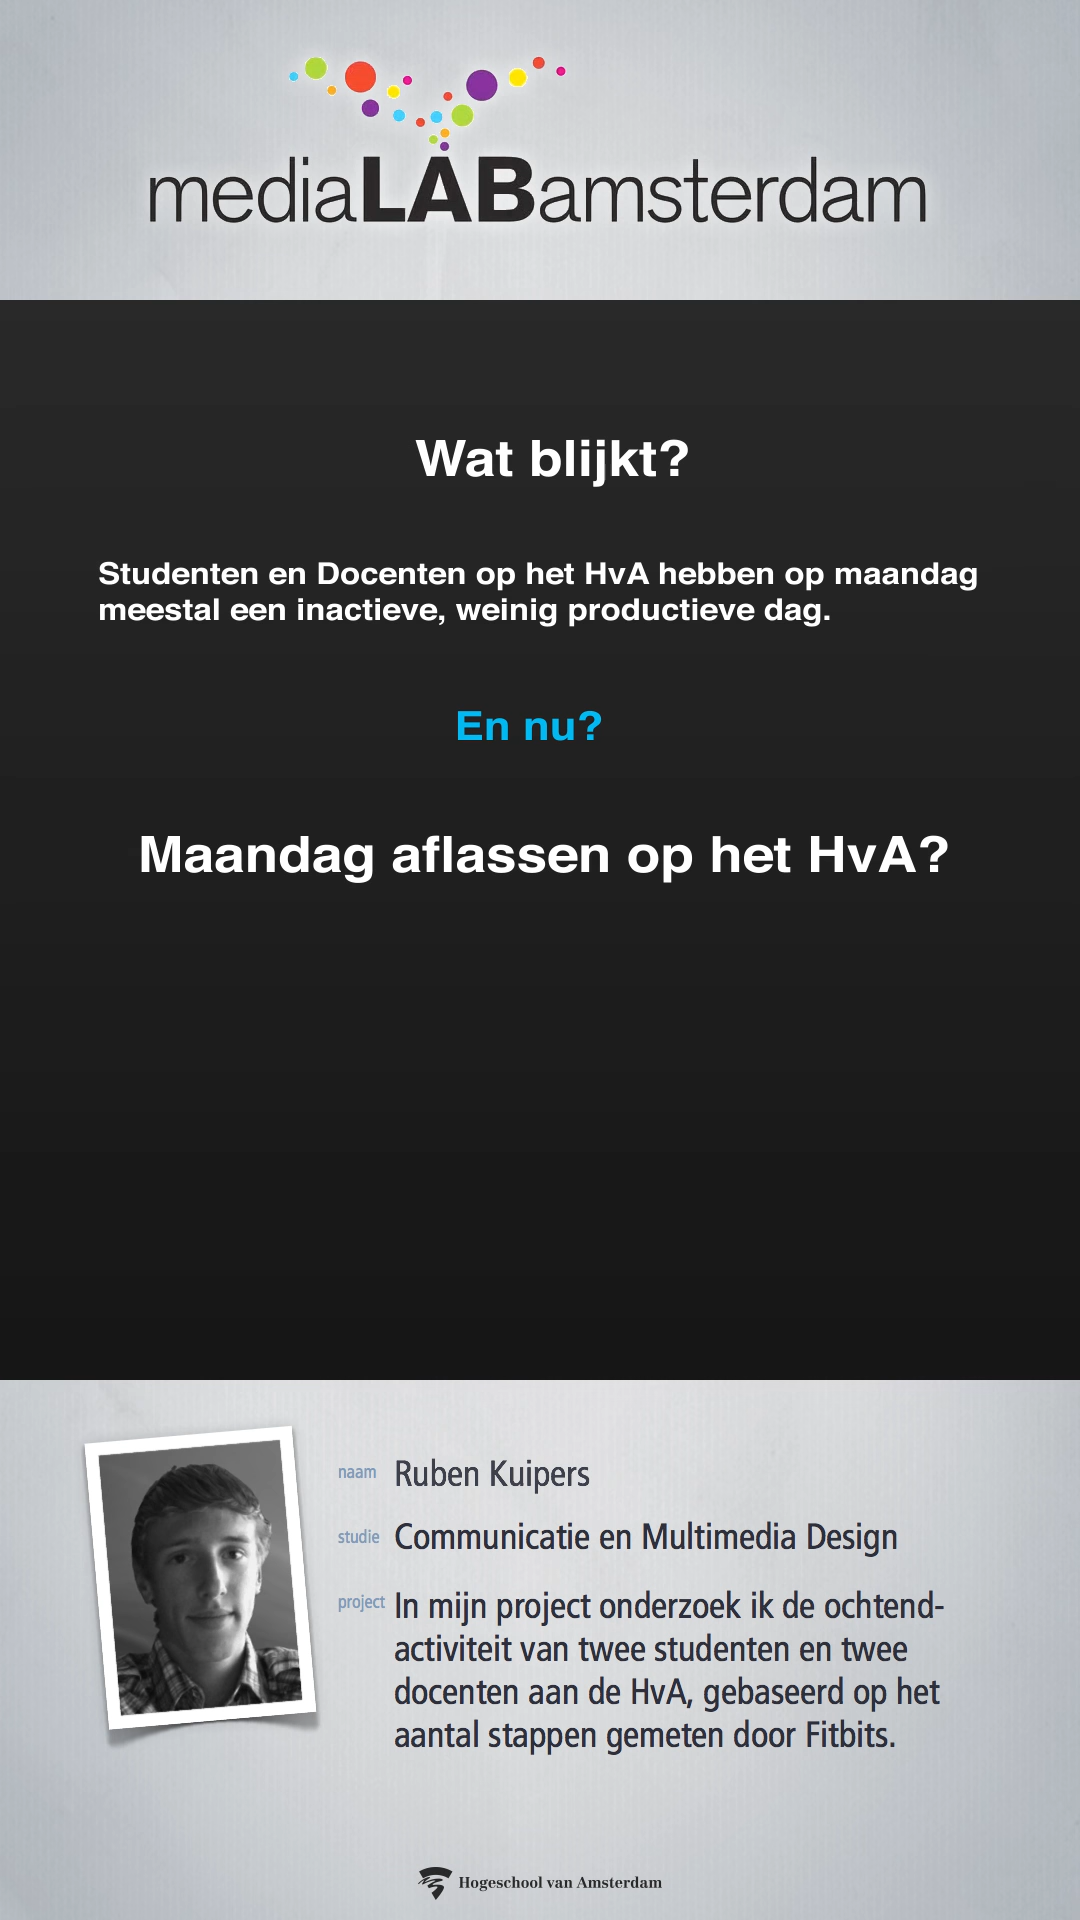 mediaLABamsterdam
Wat blijkt?
Studenten en Docenten op het HvA hebben op maandag
meestal een inactieve, weinig productieve dag.
En nu?
Maandag aflassen op het HvA?
naam Ruben Kuipers
studie Communicatie en Multimedia Design
project In mijn project onderzoek ik de ochtend-
activiteit van twee studenten en twee
docenten aan de HvA, gebaseerd op het
aantal stappen gemeten door Fitbits.
Hogeschool van Amsterdam